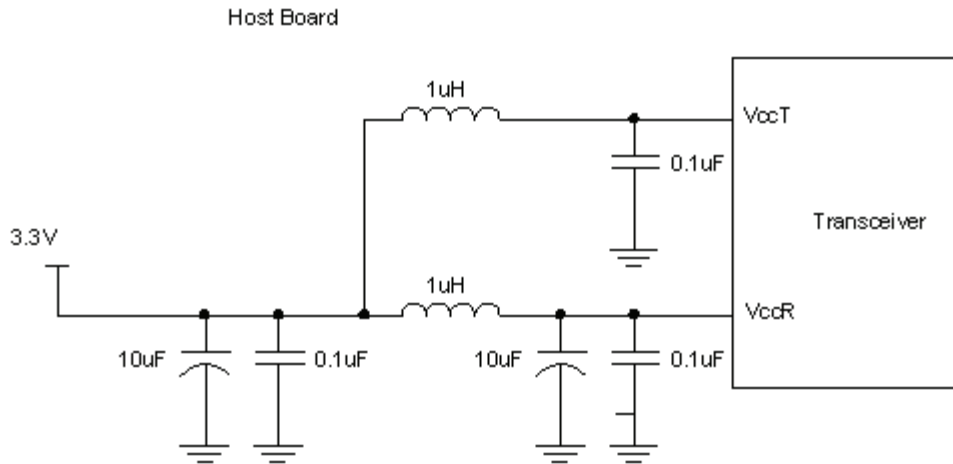 Host Board
1uH
VccT
0.1uF
Transceiver
3.3V
1uH
VccR
10uF
0.1uF
10uF
0.1uF